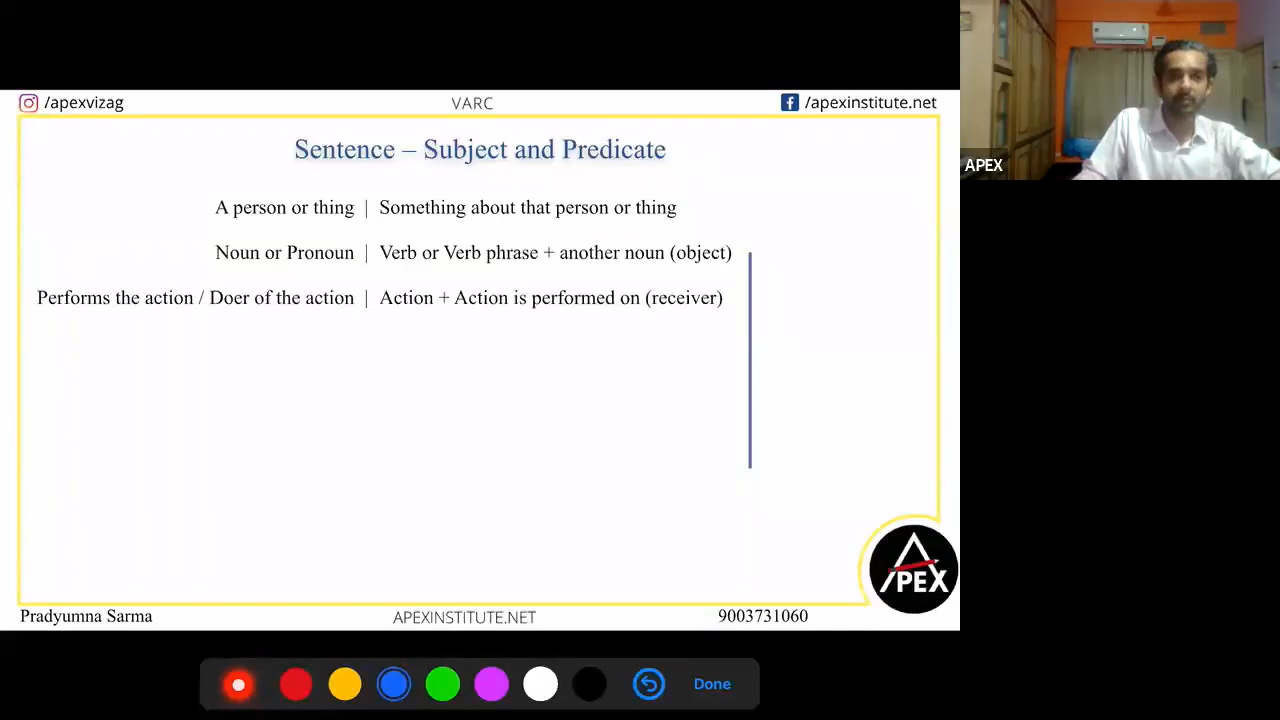 /apexvizag
VARC
/apexinstitute.net
Sentence – Subject and Predicate
A person or thing | Something about that person or thing
Noun or Pronoun | Verb or Verb phrase + another noun (object)
Performs the action / Doer of the action | Action + Action is performed on (receiver)
APEX
APEX
Pradyumna Sarma
APEXINSTITUTE.NET
9003731060
Done